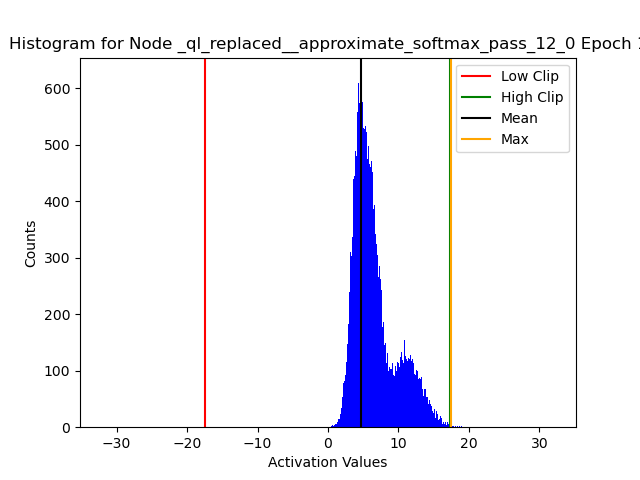 Histogram for Node _ql_replaced__approximate_softmax_pass_12_0 Epoch
Low Clip
High Clip
Mean
Max
Counts
600
500
400
300
200
100
0
−30
−20
−10
0
10
20
30
Activation Values